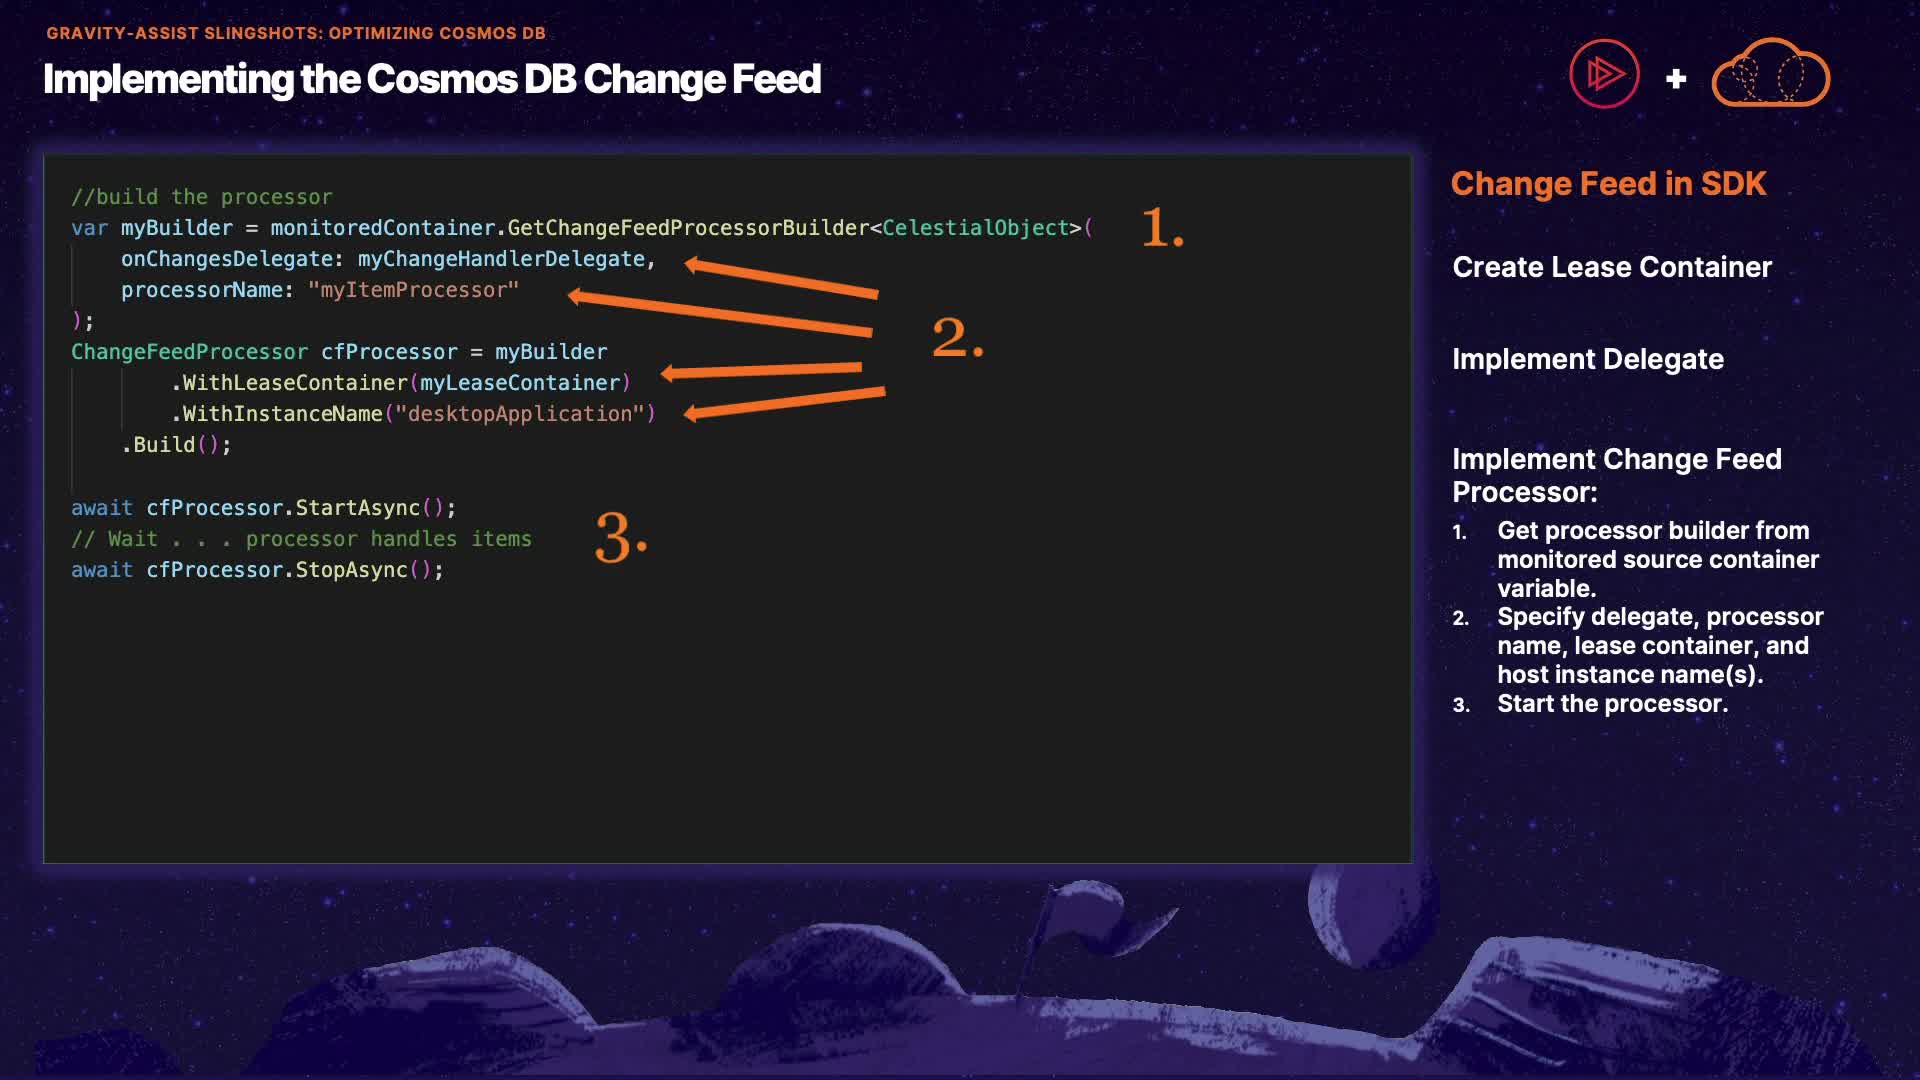 GRAVITY-ASSIST SLINGSHOTS: OPTIMIZING COSMOS DB
Implementing the Cosmos DB Change Feed
+
//build the processor
var myBuilder = monitoredContainer.GetChangeFeedProcessorBuilder<CelestialObject>(
onChangesDelegate: myChangeHandlerDelegate,
processorName: "myItemProcessor"
);
ChangeFeedProcessor cfProcessor = myBuilder
.WithLeaseContainer(myLeaseContainer)
.WithInstanceName("desktopApplication")
.Build();
await cfProcessor.StartAsync();
// Wait . . . processor handles items
await cfProcessor.StopAsync();
1.
2.
3.
Change Feed in SDK
Create Lease Container
Implement Delegate
Implement Change Feed
Processor:
1. Get processor builder from
monitored source container
variable.
2. Specify delegate, processor
name, lease container, and
host instance name(s).
3. Start the processor.